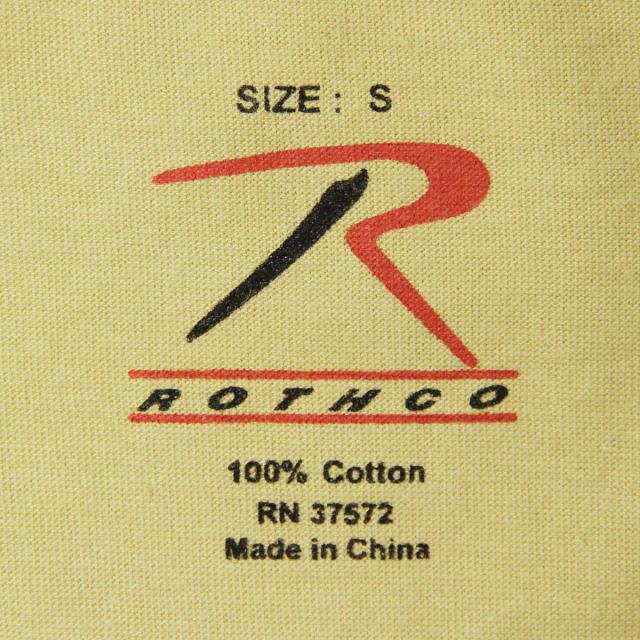 SIZE : S
R
ROTHCO
100% Cotton
RN 37572
Made in China